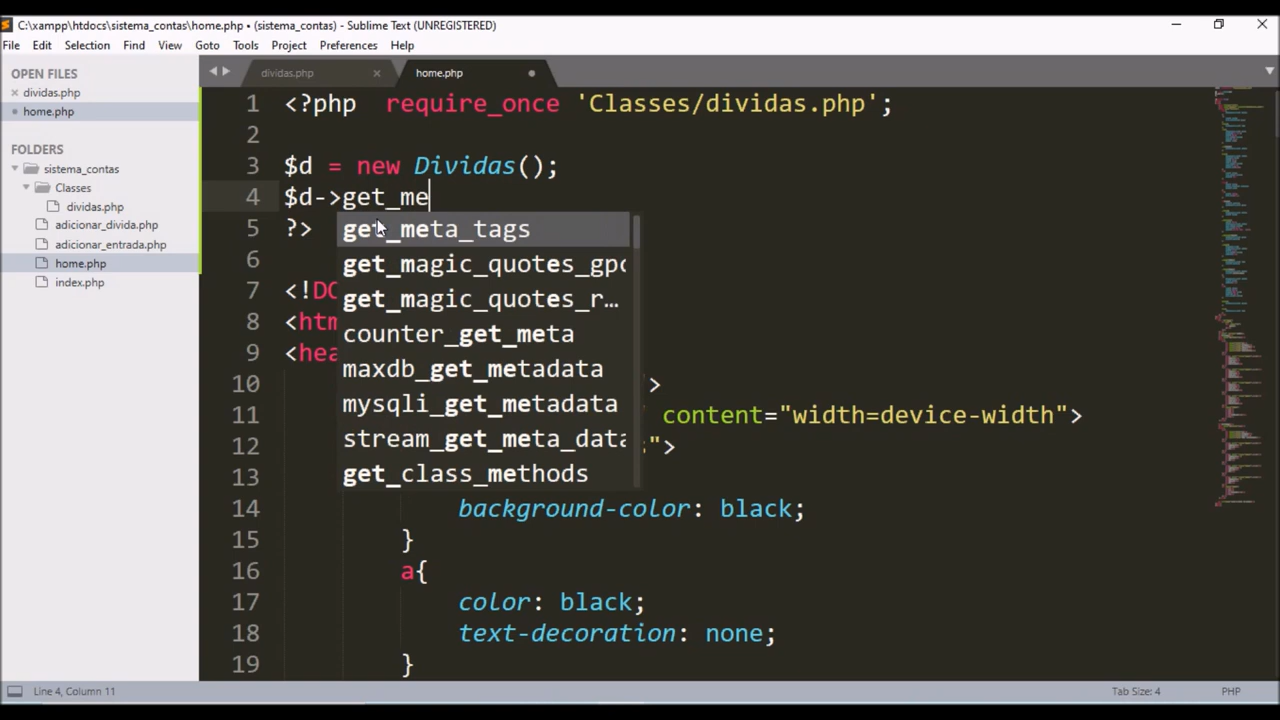 C:\xampp\htdocs\sistema_contas\home.php • (sistema_contas) - Sublime Text (UNREGISTERED)
File Edit Selection Find View Goto Tools Project Preferences Help
OPEN FILES
dividas.php
home.php
FOLDERS
sistema_contas
Classes
dividas.php
adicionar_divida.php
adicionar_entrada.php
home.php
index.php
dividas.php × home.php
1 <?php require_once 'Classes/dividas.php';
2
3 $d = new Dividas();
4 $d->get_me
5 ?>
6
7 <!DO
8 <htm
9 <hea
10 >
11 content="width=device-width">
12 ">
13
14 background-color: black;
15 }
16 a{
17 color: black;
18 text-decoration: none;
19 }
get_meta_tags
get_magic_quotes_gpc
get_magic_quotes_r...
counter_get_meta
maxdb_get_metadata
mysqli_get_metadata
stream_get_meta_data
get_class_methods
Line 4, Column 11
Tab Size: 4
PHP